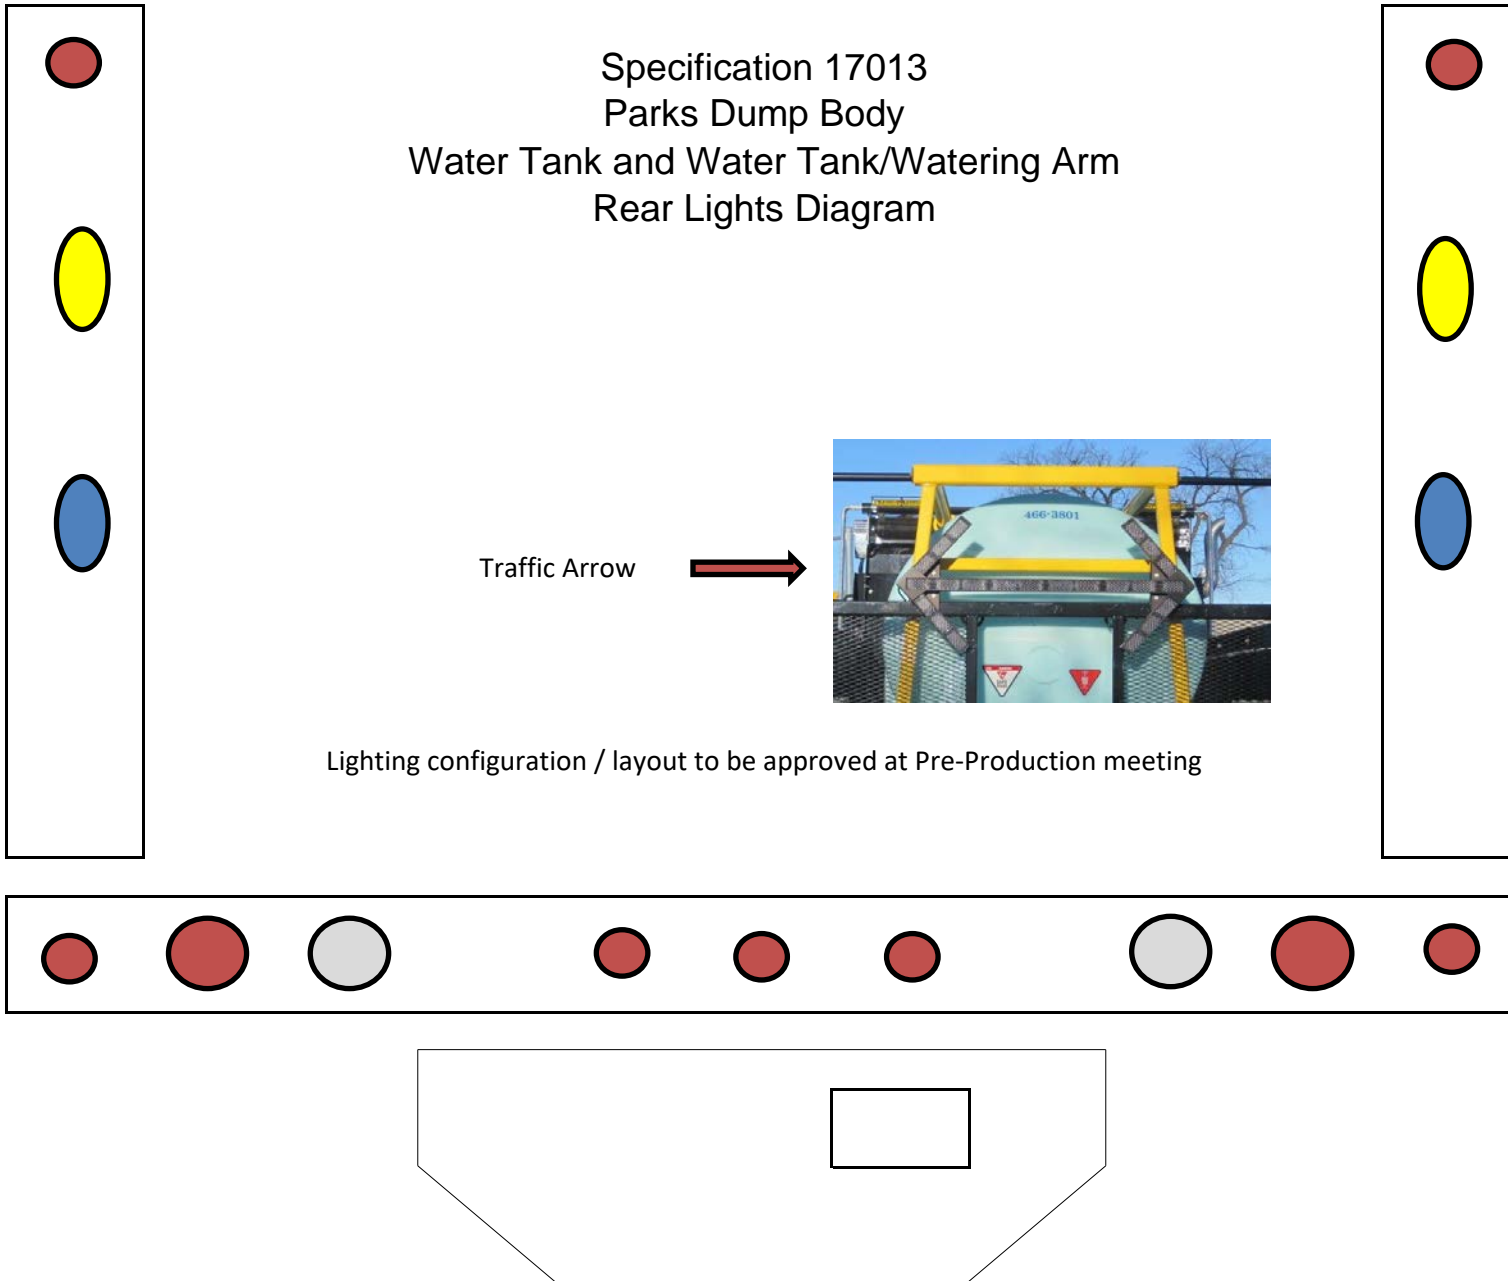 Specification 17013
Parks Dump Body
Water Tank and Water Tank/Watering Arm
Rear Lights Diagram
466-3801
Traffic Arrow
Lighting configuration / layout to be approved at Pre-Production meeting